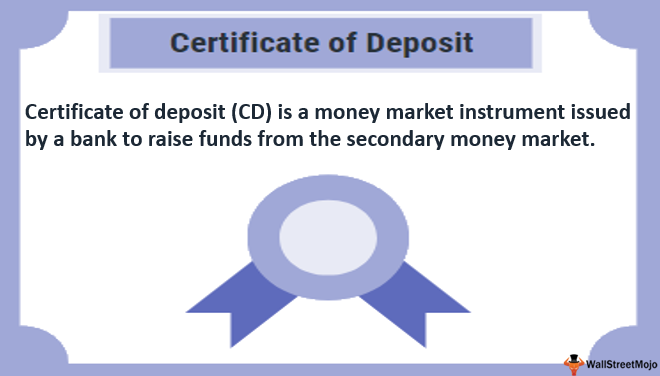 Certificate of Deposit
Certificate of deposit (CD) is a money market instrument issued
by a bank to raise funds from the secondary money market.
WallStreetMojo